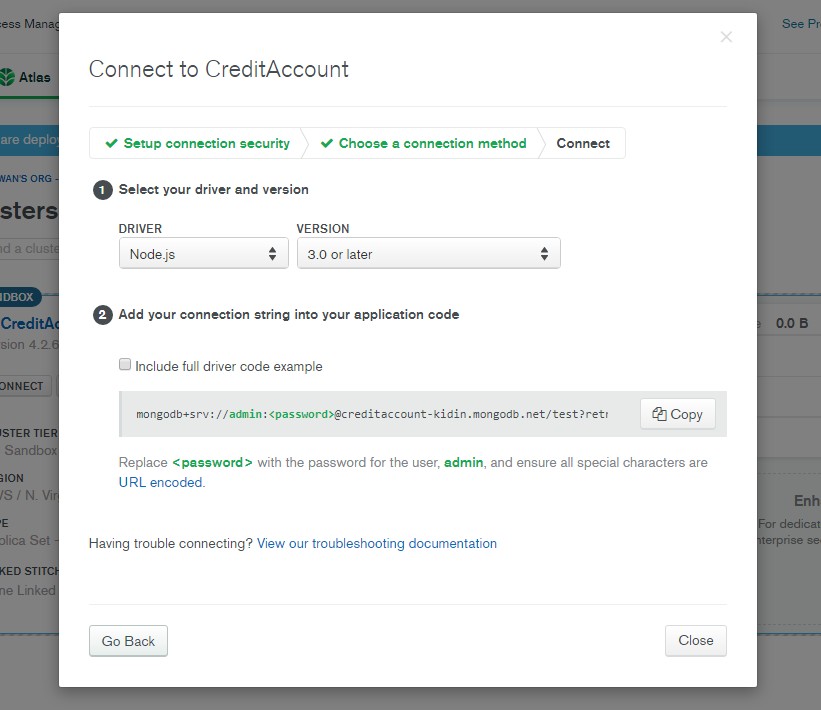 See Pr
Atlas
are deploy
WAN'S ORG -
sters
nd a cluste
NDBOX
CreditAc
sion 4.2.6
ONNECT
STER TIER
Sandbox
GION
/S / N. Vir
PE
plica Set -
KED STITCH
ne Linked
Connect to CreditAccount
Setup connection security
Choose a connection method
Connect
1 Select your driver and version
DRIVER VERSION
Node.js 3.0 or later
2 Add your connection string into your application code
Include full driver code example
mongodb+srv://admin:<password>@creditaccount-kidin.mongodb.net/test?retr
Copy
Replace <password> with the password for the user, admin, and ensure all special characters are
URL encoded.
Having trouble connecting? View our troubleshooting documentation
Go Back
Close
0.0 B
Enh
For dedicat
nterprise se